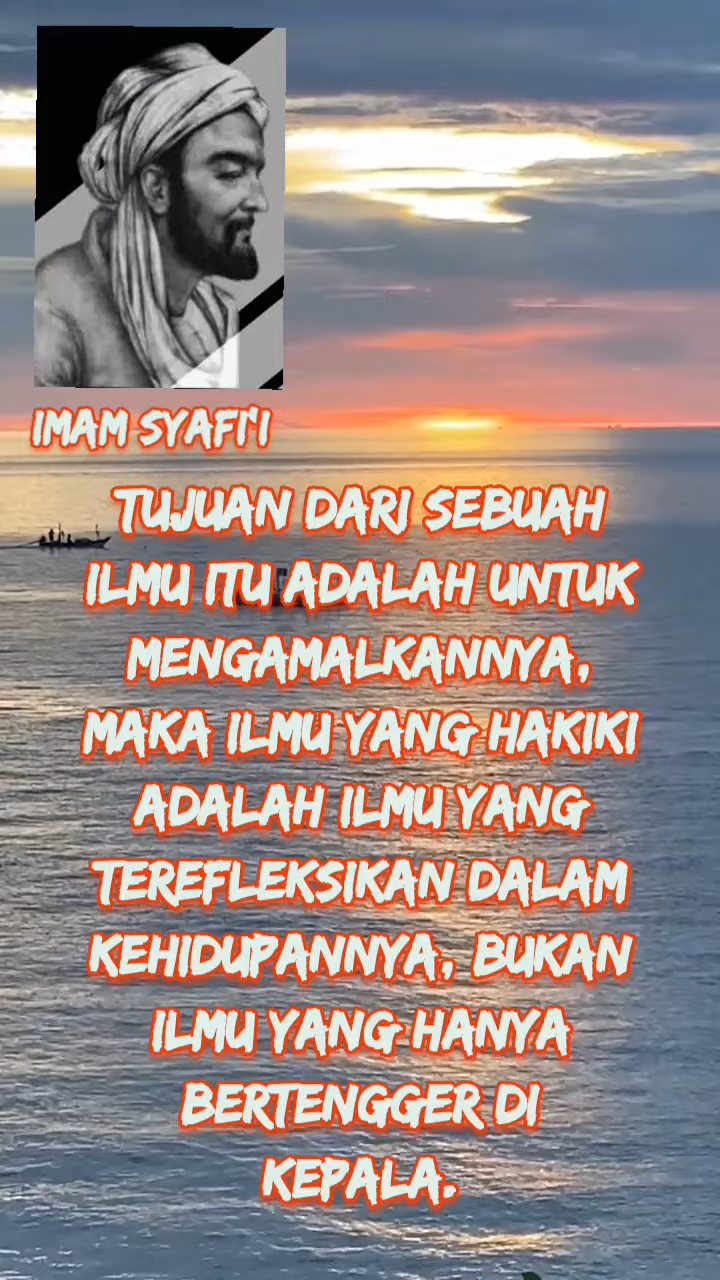 IMAM SYAFI'I
TUJUAN DARI SEBUAH
ILMU ITU ADALAH UNTUK
MENGAMALKANNYA,
MAKA ILMU YANG HAKIKI
ADALAH ILMU YANG
TEREFLEKSIKAN DALAM
KEHIDUPANNYA, BUKAN
ILMU YANG HANYA
BERTENGGER DI
KEPALA.